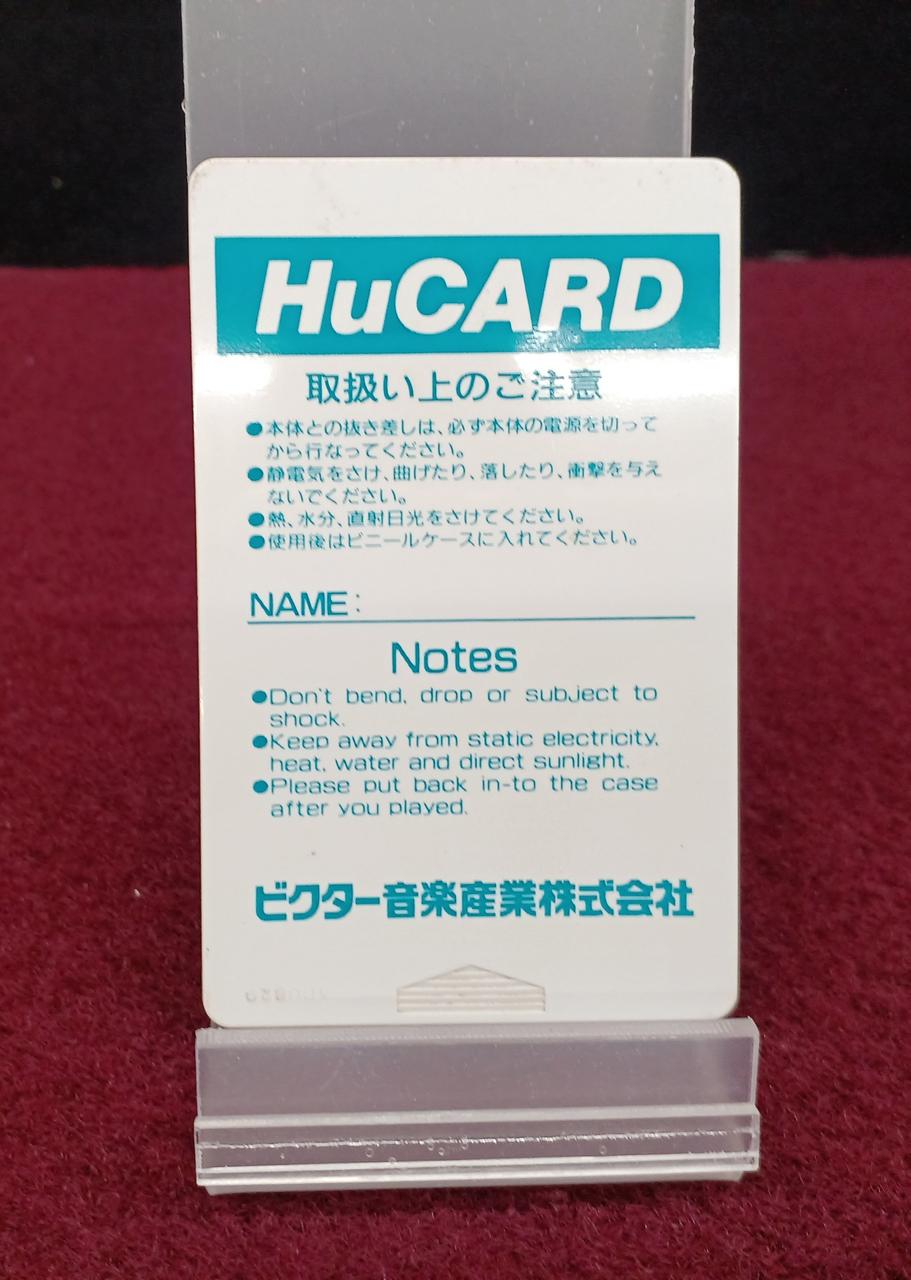 HuCARD
取扱い上のご注意
●本体との抜き差しは、必ず本体の電源を切って
から行なってください。
●静電気をさけ、曲げたり、落したり、衝撃を与え
ないでください。
●熱、水分、直射日光をさけてください。
●使用後はビニールケースに入れてください。
NAME:
Notes
●Don't bend, drop or subject to
shock.
●Keep away from static electricity,
heat, water and direct sunlight.
●Please put back in-to the case
after you played.
ビクター音楽産業株式会社